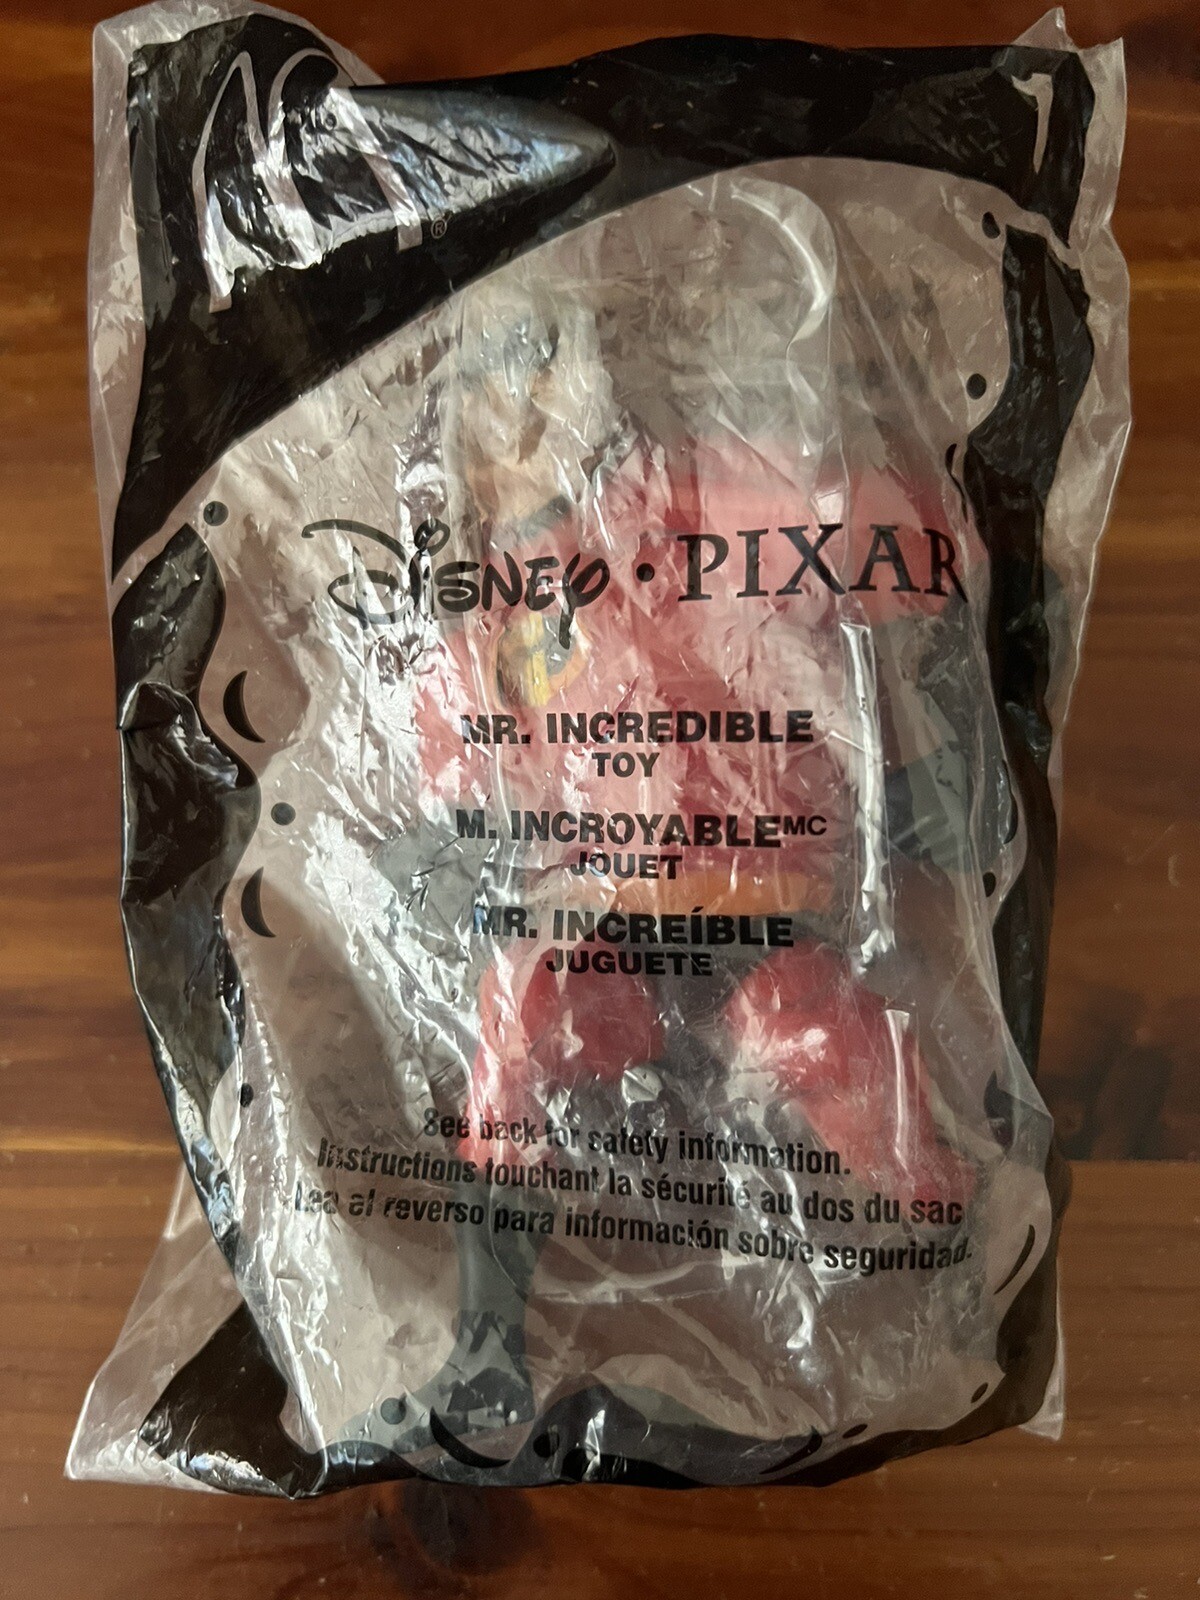 M®
1
Disney · PIXAR
MR. INCREDIBLE
TOY
M. INCROYABLEMC
JOUET
MR. INCREÍBLE
JUGUETE
See back for safety information.
Instructions touchant la sécurité au dos du sac
Lea al reverso para información sobre seguridad.